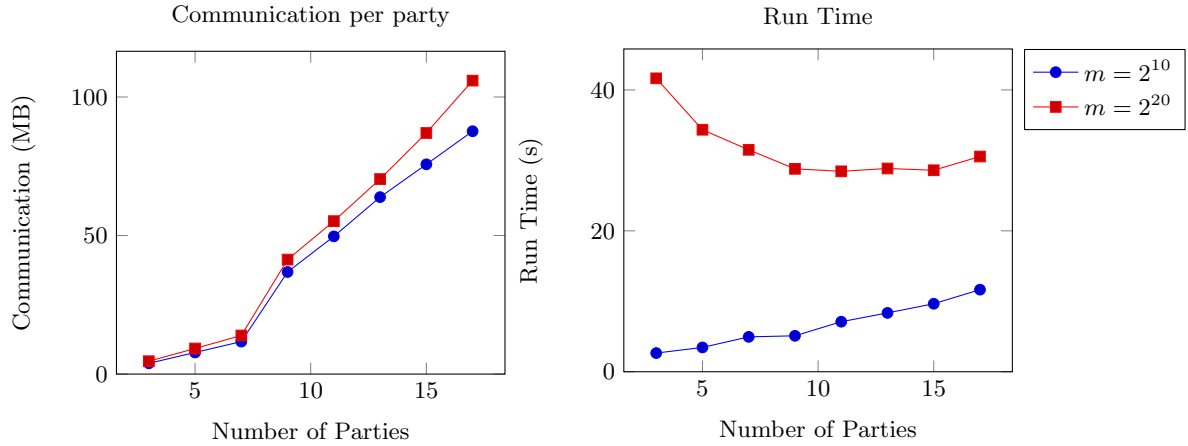 Communication per party
Communication (MB)
100
50
0
5
10
15
Number of Parties
Run Time
Run Time (s)
40
20
0
5
10
15
Number of Parties
m = 2^10
m = 2^20